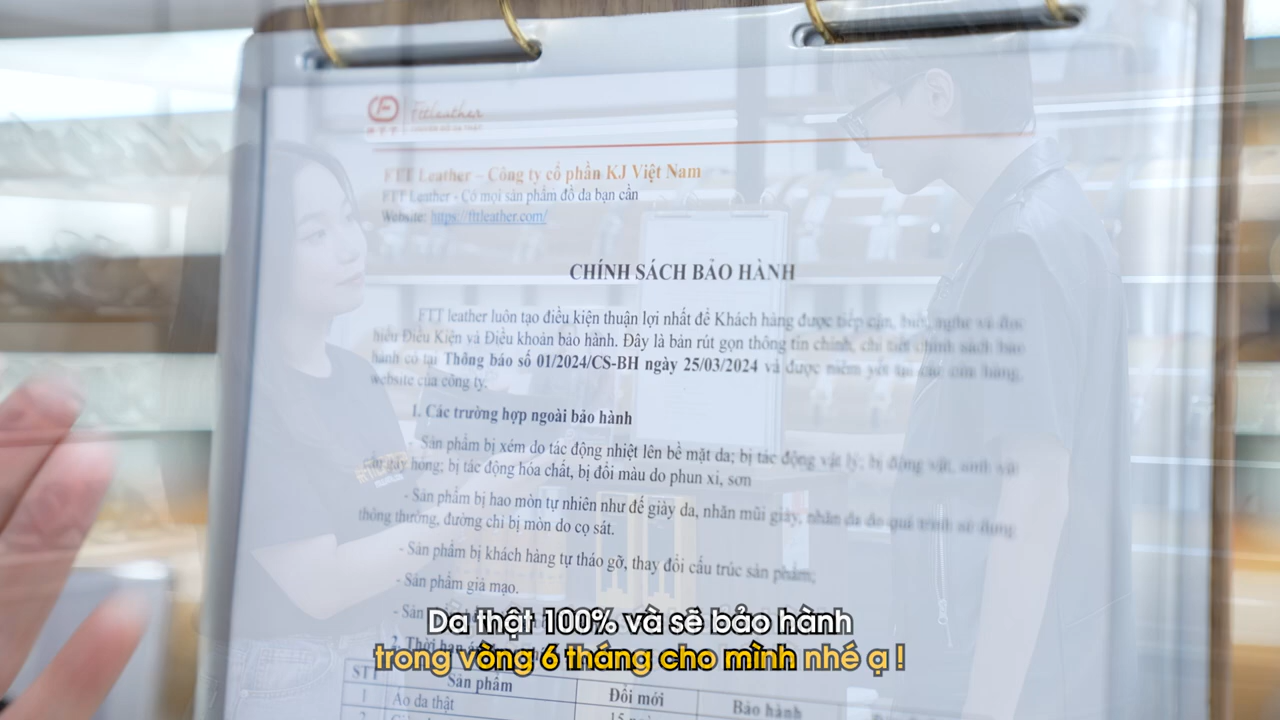 Fttleather
FTT Leather – Công ty cổ phần KJ Việt Nam
FTT Leather - Có mọi sản phẩm đồ da bạn cần
Website: https://fttleather.com/
CHÍNH SÁCH BẢO HÀNH
FTT leather luôn tạo điều kiện thuận lợi nhất để Khách hàng được tiếp cận, biết, nghe và đọc
hiểu Điều Kiện và Điều khoản bảo hành. Đây là bản rút gọn thông tin chính, chi tiết chính sách bảo
hành có tại Thông báo số 01/2024/CS-BH ngày 25/03/2024 và được niêm yết tại các cửa hàng,
website của công ty.
1. Các trường hợp ngoài bảo hành
- Sản phẩm bị xém do tác động nhiệt lên bề mặt da; bị tác động vật lý; bị động vật, sinh vật
cắn gây hỏng; bị tác động hóa chất, bị đổi màu do phun xi, sơn
- Sản phẩm bị hao mòn tự nhiên như đế giày da, nhăn mũi giày, nhăn da do quá trình sử dụng
thông thường, đường chỉ bị mòn do cọ sát.
- Sản phẩm bị khách hàng tự tháo gỡ, thay đổi cấu trúc sản phẩm;
- Sản phẩm giả mạo.
- Sản
Da thật 100% và sẽ bảo hành
2. Thời hạn
trong vòng 6 tháng cho mình nhé ạ !
STT Sản phẩm Đổi mới Bảo hành
1 Áo da thật 15
2